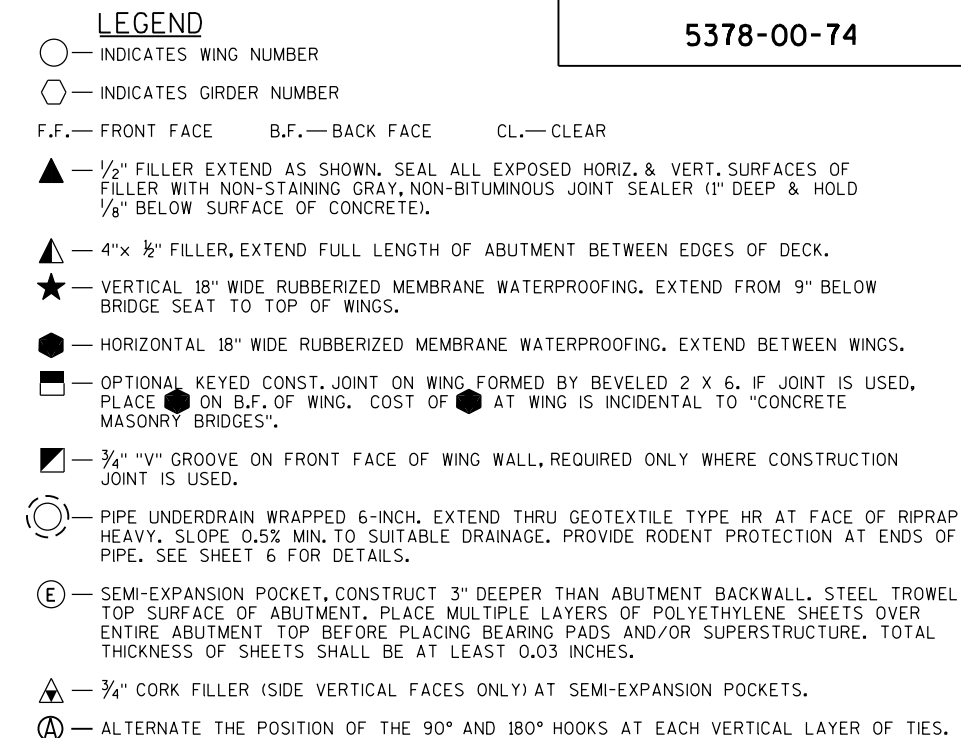 LEGEND
5378-00-74
— INDICATES WING NUMBER
— INDICATES GIRDER NUMBER
F.F.— FRONT FACE B.F.— BACK FACE CL.— CLEAR
— 1/2" FILLER EXTEND AS SHOWN. SEAL ALL EXPOSED HORIZ. & VERT. SURFACES OF
FILLER WITH NON-STAINING GRAY, NON-BITUMINOUS JOINT SEALER (1" DEEP & HOLD
1/8" BELOW SURFACE OF CONCRETE).
— 4"x 1/2" FILLER, EXTEND FULL LENGTH OF ABUTMENT BETWEEN EDGES OF DECK.
— VERTICAL 18" WIDE RUBBERIZED MEMBRANE WATERPROOFING. EXTEND FROM 9" BELOW
BRIDGE SEAT TO TOP OF WINGS.
— HORIZONTAL 18" WIDE RUBBERIZED MEMBRANE WATERPROOFING. EXTEND BETWEEN WINGS.
— OPTIONAL KEYED CONST. JOINT ON WING FORMED BY BEVELED 2 X 6. IF JOINT IS USED,
PLACE ON B.F. OF WING. COST OF AT WING IS INCIDENTAL TO "CONCRETE
MASONRY BRIDGES".
— 3/4" "V" GROOVE ON FRONT FACE OF WING WALL, REQUIRED ONLY WHERE CONSTRUCTION
JOINT IS USED.
— PIPE UNDERDRAIN WRAPPED 6-INCH. EXTEND THRU GEOTEXTILE TYPE HR AT FACE OF RIPRAP
HEAVY. SLOPE 0.5% MIN. TO SUITABLE DRAINAGE. PROVIDE RODENT PROTECTION AT ENDS OF
PIPE. SEE SHEET 6 FOR DETAILS.
E — SEMI-EXPANSION POCKET, CONSTRUCT 3" DEEPER THAN ABUTMENT BACKWALL. STEEL TROWEL
TOP SURFACE OF ABUTMENT. PLACE MULTIPLE LAYERS OF POLYETHYLENE SHEETS OVER
ENTIRE ABUTMENT TOP BEFORE PLACING BEARING PADS AND/OR SUPERSTRUCTURE. TOTAL
THICKNESS OF SHEETS SHALL BE AT LEAST 0.03 INCHES.
— 3/4" CORK FILLER (SIDE VERTICAL FACES ONLY) AT SEMI-EXPANSION POCKETS.
A — ALTERNATE THE POSITION OF THE 90° AND 180° HOOKS AT EACH VERTICAL LAYER OF TIES.